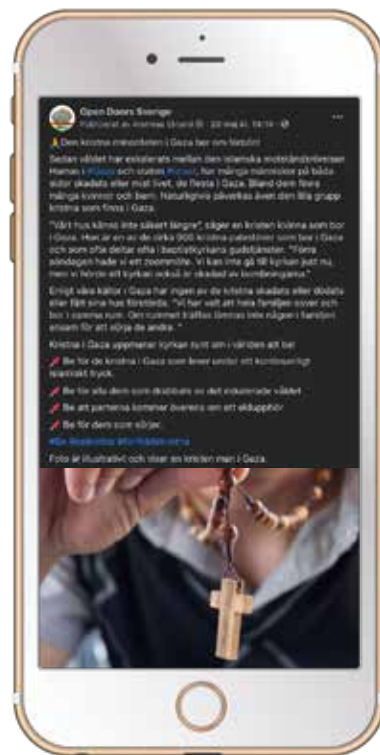 Open Doors Sverige
Den kristna minoriteten i Gaza ber om förbön!
Sedan våldet har eskalerats mellan den islamska motståndsrörelsen
Hamas i #Gaza och staten #Israel, har många människor på båda
sidor skadats eller mist livet, de flesta i Gaza. Bland dem finns
många kvinnor och barn. Naturligtvis påverkas även den lilla grupp
kristna som finns i Gaza.
"Vårt hus känns inte säkert längre", säger en kristen kvinna som bor
i Gaza. Hon är en av de cirka 900 kristna palestinier som bor i Gaza
och som ofta deltar i baptistkyrkans gudstjänster. "Förra
söndagen hade vi ett zoommöte. Vi kan inte gå till kyrkan just nu,
men vi hörde att kyrkan också är skadad av bombningarna."
Enligt våra källor i Gaza har ingen av de kristna skadats eller dödats
eller fått sina hus förstörda. "Vi har valt att hela familjen sover och
bor i samma rum. Om rummet träffas lämnas inte någon i familjen
ensam för att sörja de andra."
Kristna i Gaza uppmanar kyrkan runt om i världen att be:
Be för de kristna i Gaza som lever under ett kontinuerligt
islamiskt tryck.
Be för alla dem som drabbats av det eskalerade våldet
Be att parterna kommer överens om ett eldupphör
Be för dem som sörjer.
Foto är illustrativt och visar en kristen man i Gaza.